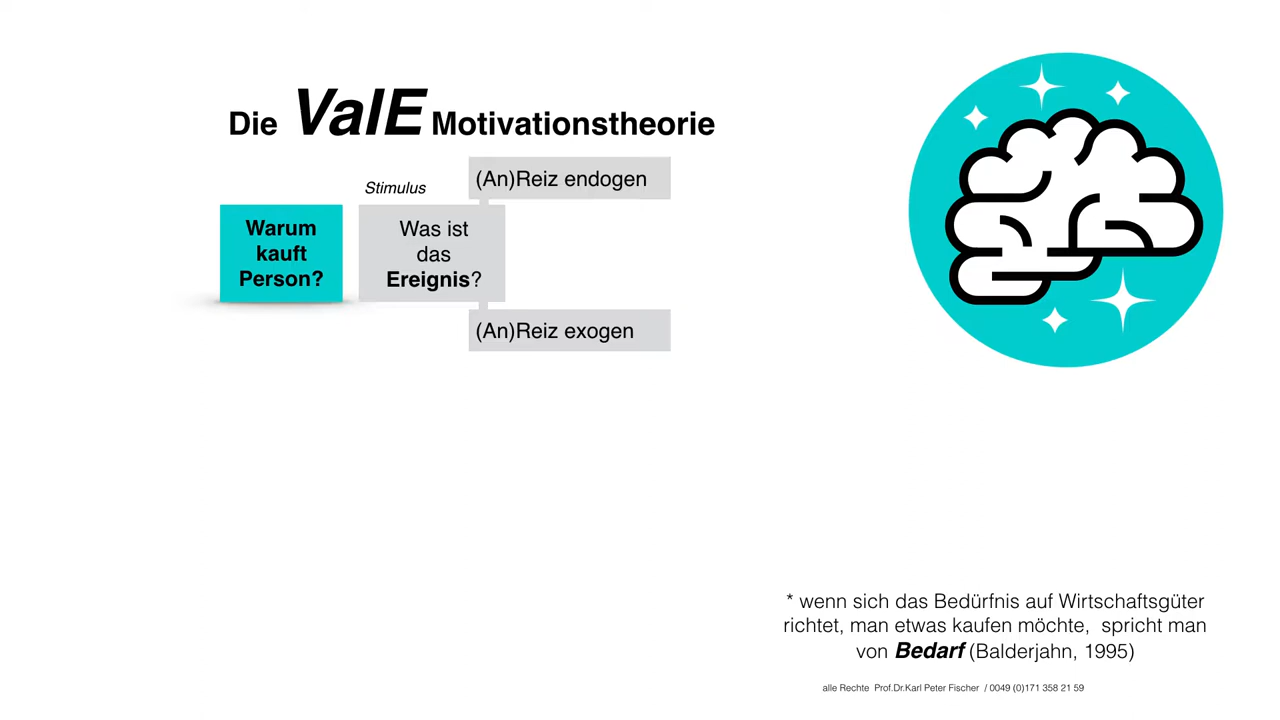 Die ValE Motivationstheorie
Stimulus
(An)Reiz endogen
Warum
kauft
Person?
Was ist
das
Ereignis?
(An)Reiz exogen
* wenn sich das Bedürfnis auf Wirtschaftsgüter
richtet, man etwas kaufen möchte, spricht man
von Bedarf (Balderjahn, 1995)
alle Rechte Prof.Dr.Karl Peter Fischer / 0049 (0)171 358 21 59